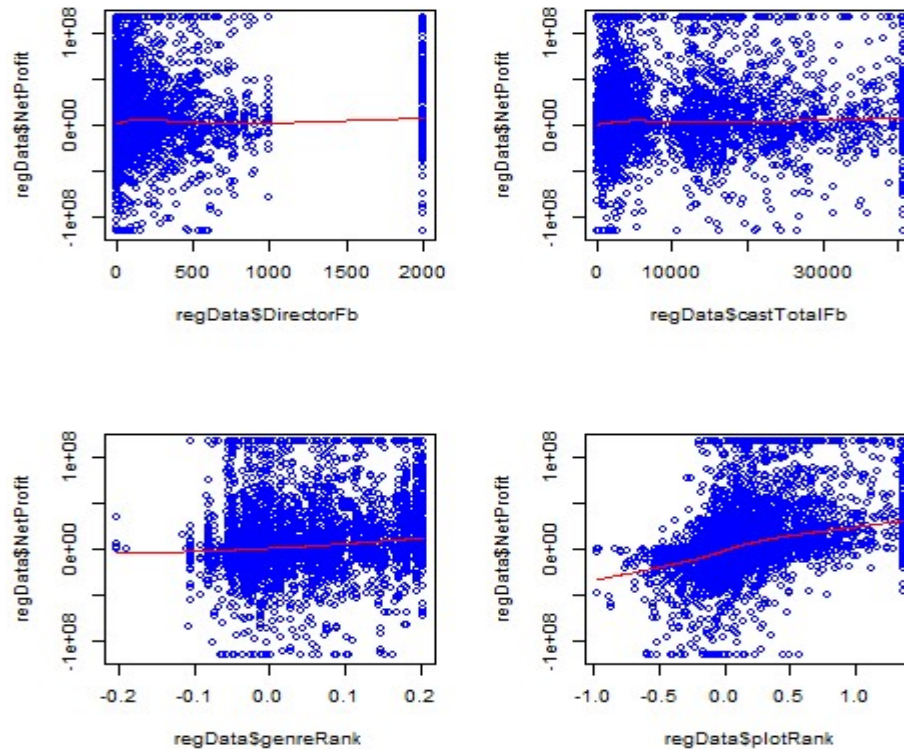 1e+08
0e+00
-1e+08
regData$NetProfit
0 500 1000 1500 2000
regData$DirectorFb
1e+08
0e+00
-1e+08
regData$NetProfit
0 10000 30000
regData$castTotalFb
1e+08
0e+00
-1e+08
regData$NetProfit
-0.2 -0.1 0.0 0.1 0.2
regData$genreRank
1e+08
0e+00
-1e+08
regData$NetProfit
-1.0 -0.5 0.0 0.5 1.0
regData$plotRank